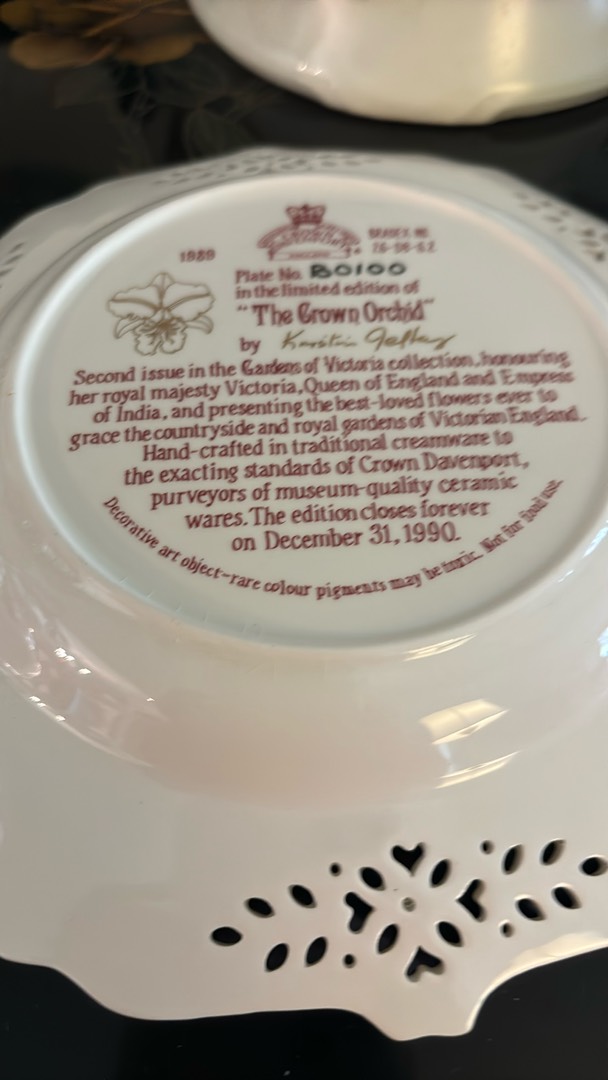 1989
BRADEX NO.
Plate No. B0100
in the limited edition of
"The Crown Orchid"
by
Second issue in the Gardens of Victoria collection, honouring
her royal majesty Victoria, Queen of England and Empress
of India, and presenting the best-loved flowers ever to
grace the countryside and royal gardens of Victorian England.
Hand-crafted in traditional creamware to
the exacting standards of Crown Davenport,
purveyors of museum-quality ceramic
wares. The edition closes forever
on December 31, 1990.
Decorative art object-rare colour pigments may be toxic. Not for food use.